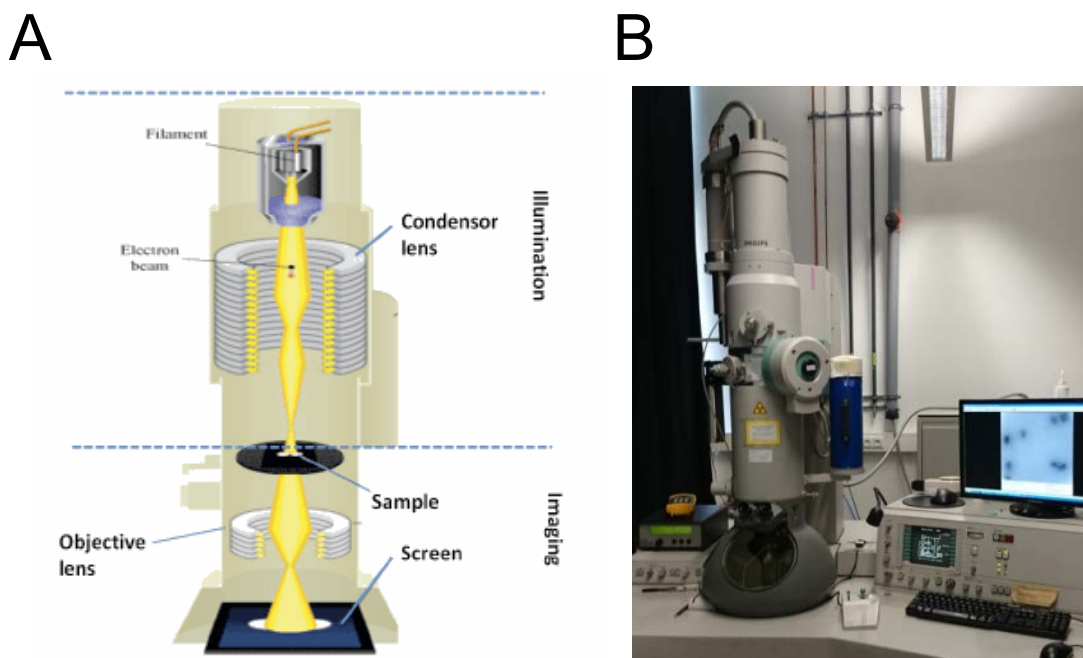 A
B
Filament
Condensor
lens
Illumination
Electron
beam
Sample
Imaging
Objective
lens
Screen
PHILIPS